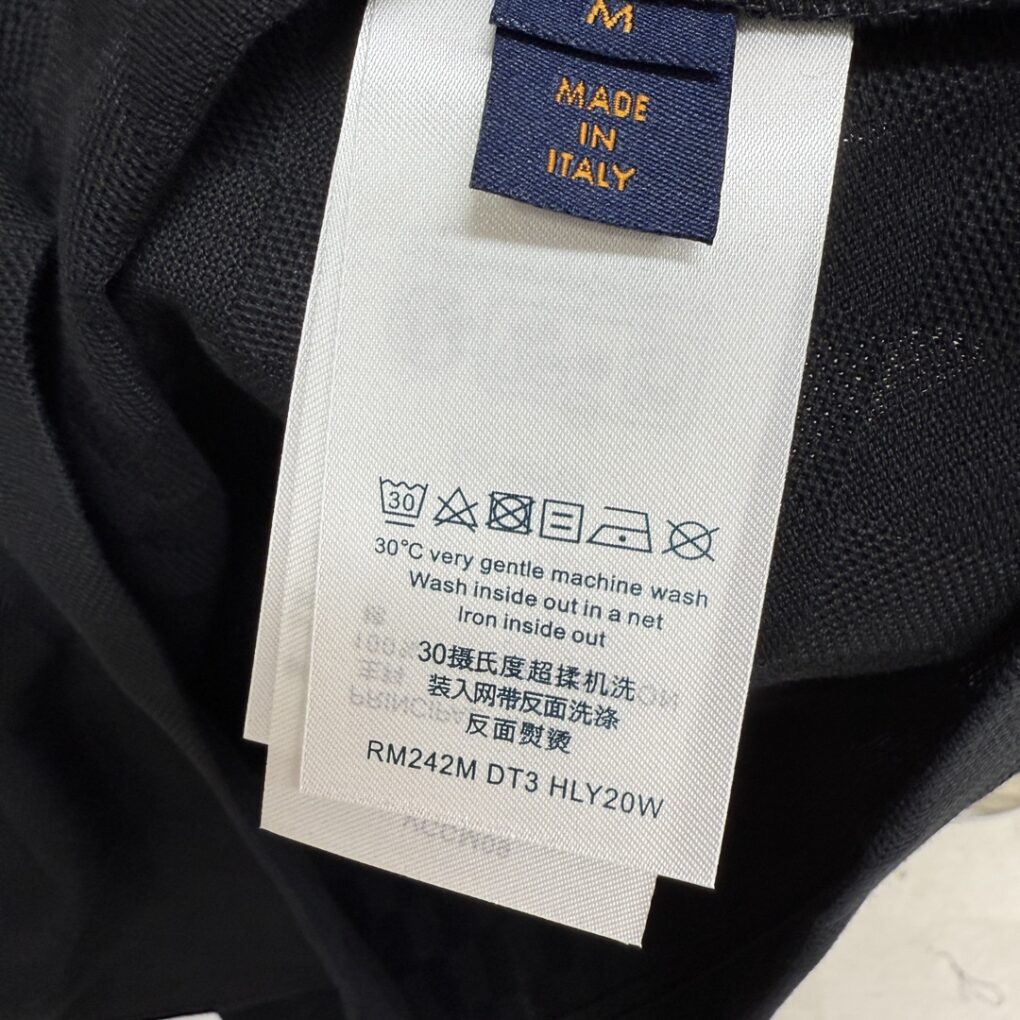 M
MADE
IN
ITALY
30
30°C very gentle machine wash
Wash inside out in a net
Iron inside out
30摄氏度超揉机洗
装入网带反面洗涤
反面熨烫
RM242M DT3 HLY20W